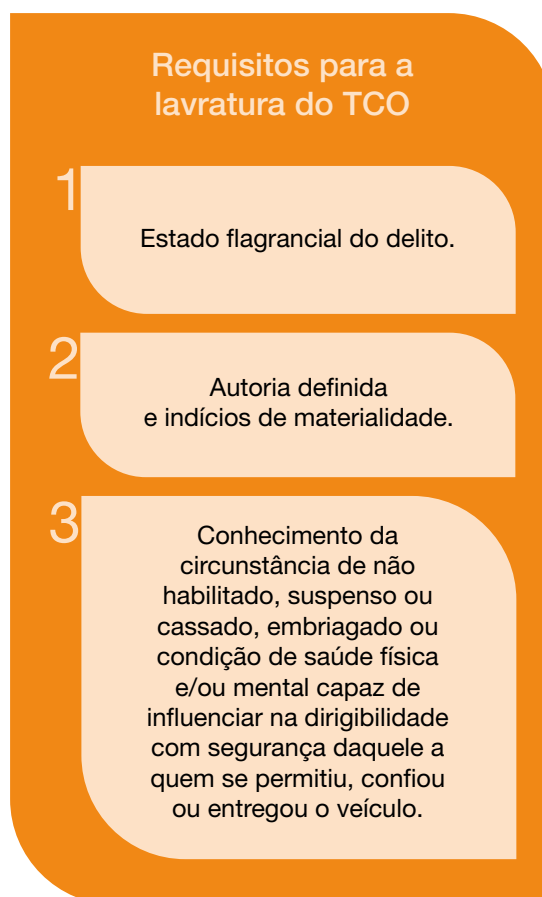 Requisitos para a
lavratura do TCO
1
Estado flagrancial do delito.
2
Autoria definida
e indícios de materialidade.
3
Conhecimento da
circunstância de não
habilitado, suspenso ou
cassado, embriagado ou
condição de saúde física
e/ou mental capaz de
influenciar na dirigibilidade
com segurança daquele a
quem se permitiu, confiou
ou entregou o veículo.